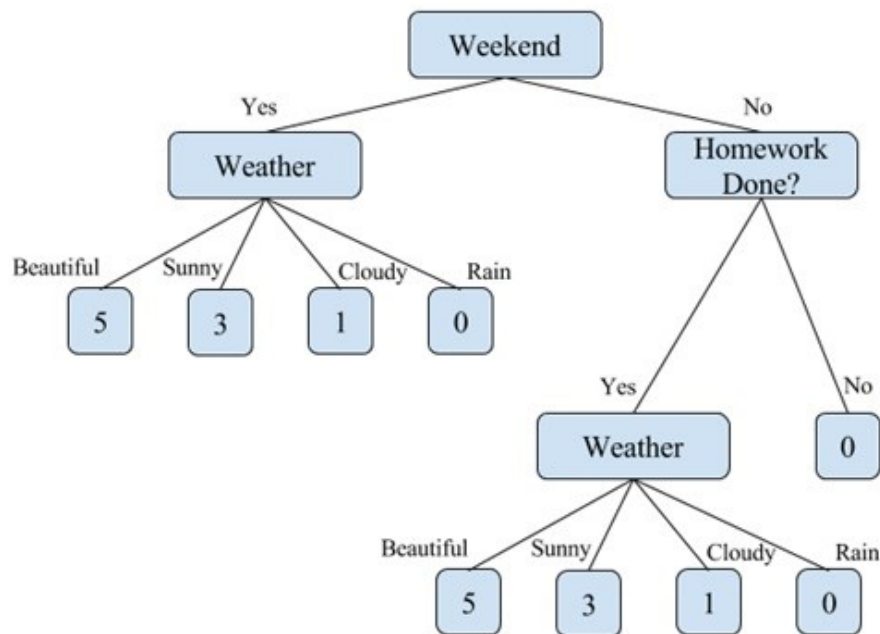 Weekend
Yes
No
Weather
Homework
Done?
Beautiful
Sunny
Cloudy
Rain
5
3
1
0
Yes
No
Weather
0
Beautiful
Sunny
Cloudy
Rain
5
3
1
0